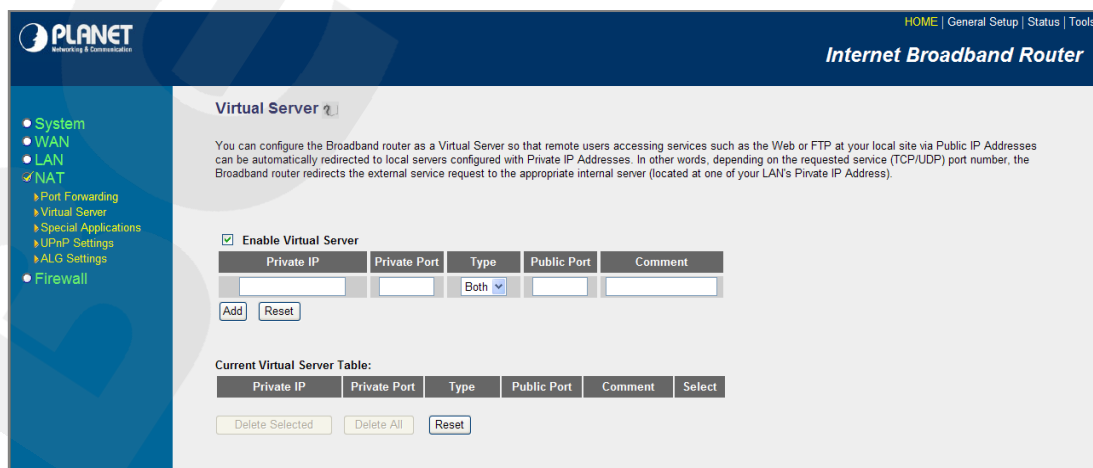 PLANET
Networking & Communication
HOME | General Setup | Status | Tools
Internet Broadband Router
System
WAN
LAN
NAT
Port Forwarding
Virtual Server
Special Applications
UPnP Settings
ALG Settings
Firewall
Virtual Server
You can configure the Broadband router as a Virtual Server so that remote users accessing services such as the Web or FTP at your local site via Public IP Addresses
can be automatically redirected to local servers configured with Private IP Addresses. In other words, depending on the requested service (TCP/UDP) port number, the
Broadband router redirects the external service request to the appropriate internal server (located at one of your LAN's Pivate IP Address).
Enable Virtual Server
Private IP Private Port Type Public Port Comment
Both
Add Reset
Current Virtual Server Table:
Private IP Private Port Type Public Port Comment Select
Delete Selected Delete All Reset